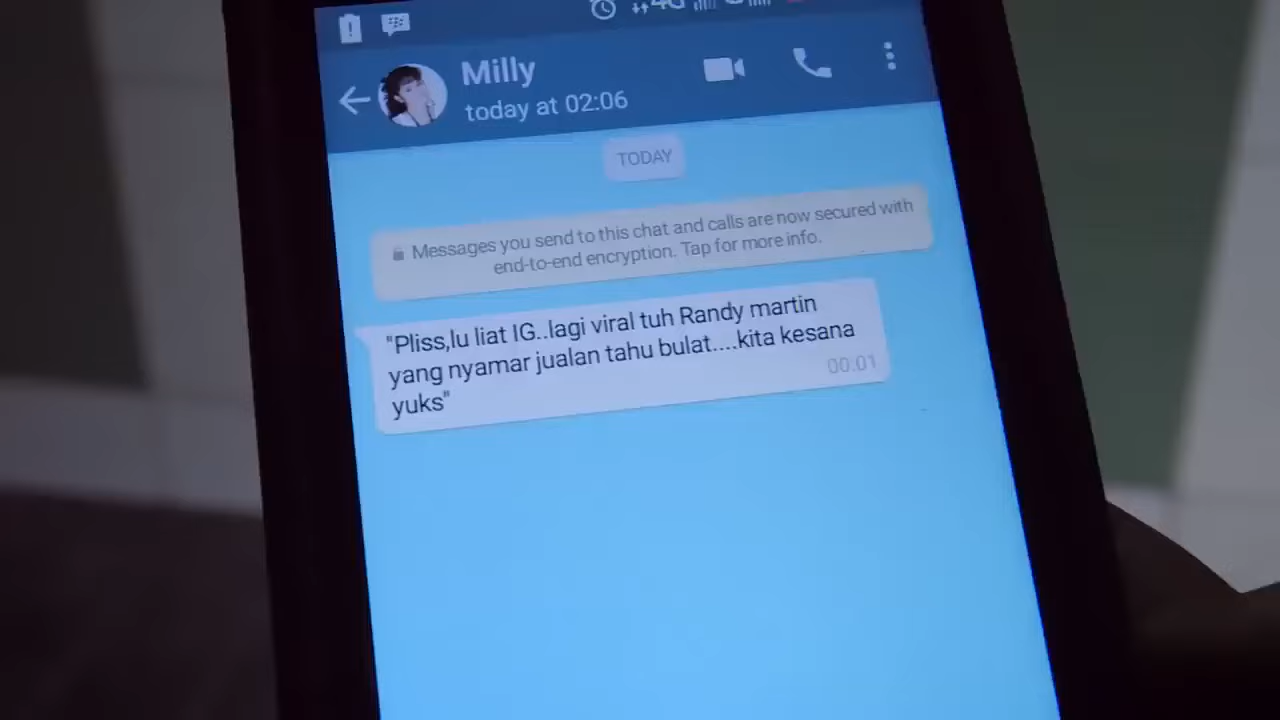 4G
Milly
today at 02:06
TODAY
Messages you send to this chat and calls are now secured with
end-to-end encryption. Tap for more info.
"Pliss,lu liat IG..lagi viral tuh Randy martin
yang nyamar jualan tahu bulat....kita kesana
yuks"
00.01